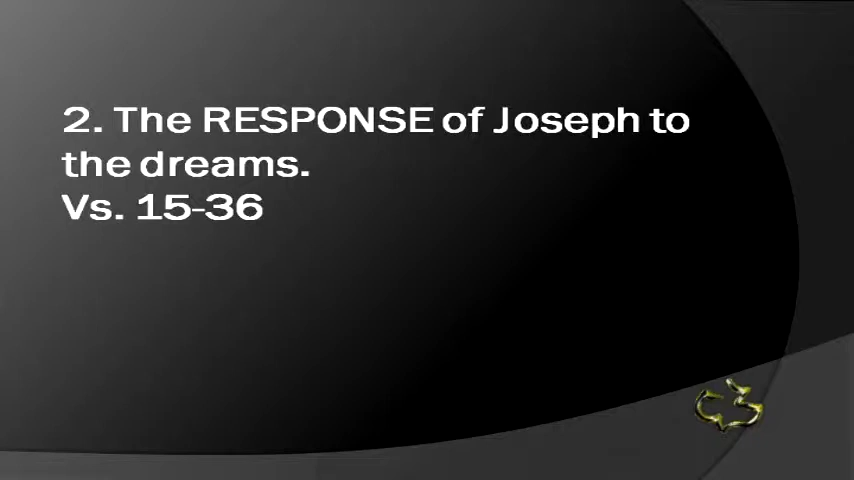 2. The RESPONSE of Joseph to
the dreams.
Vs. 15-36